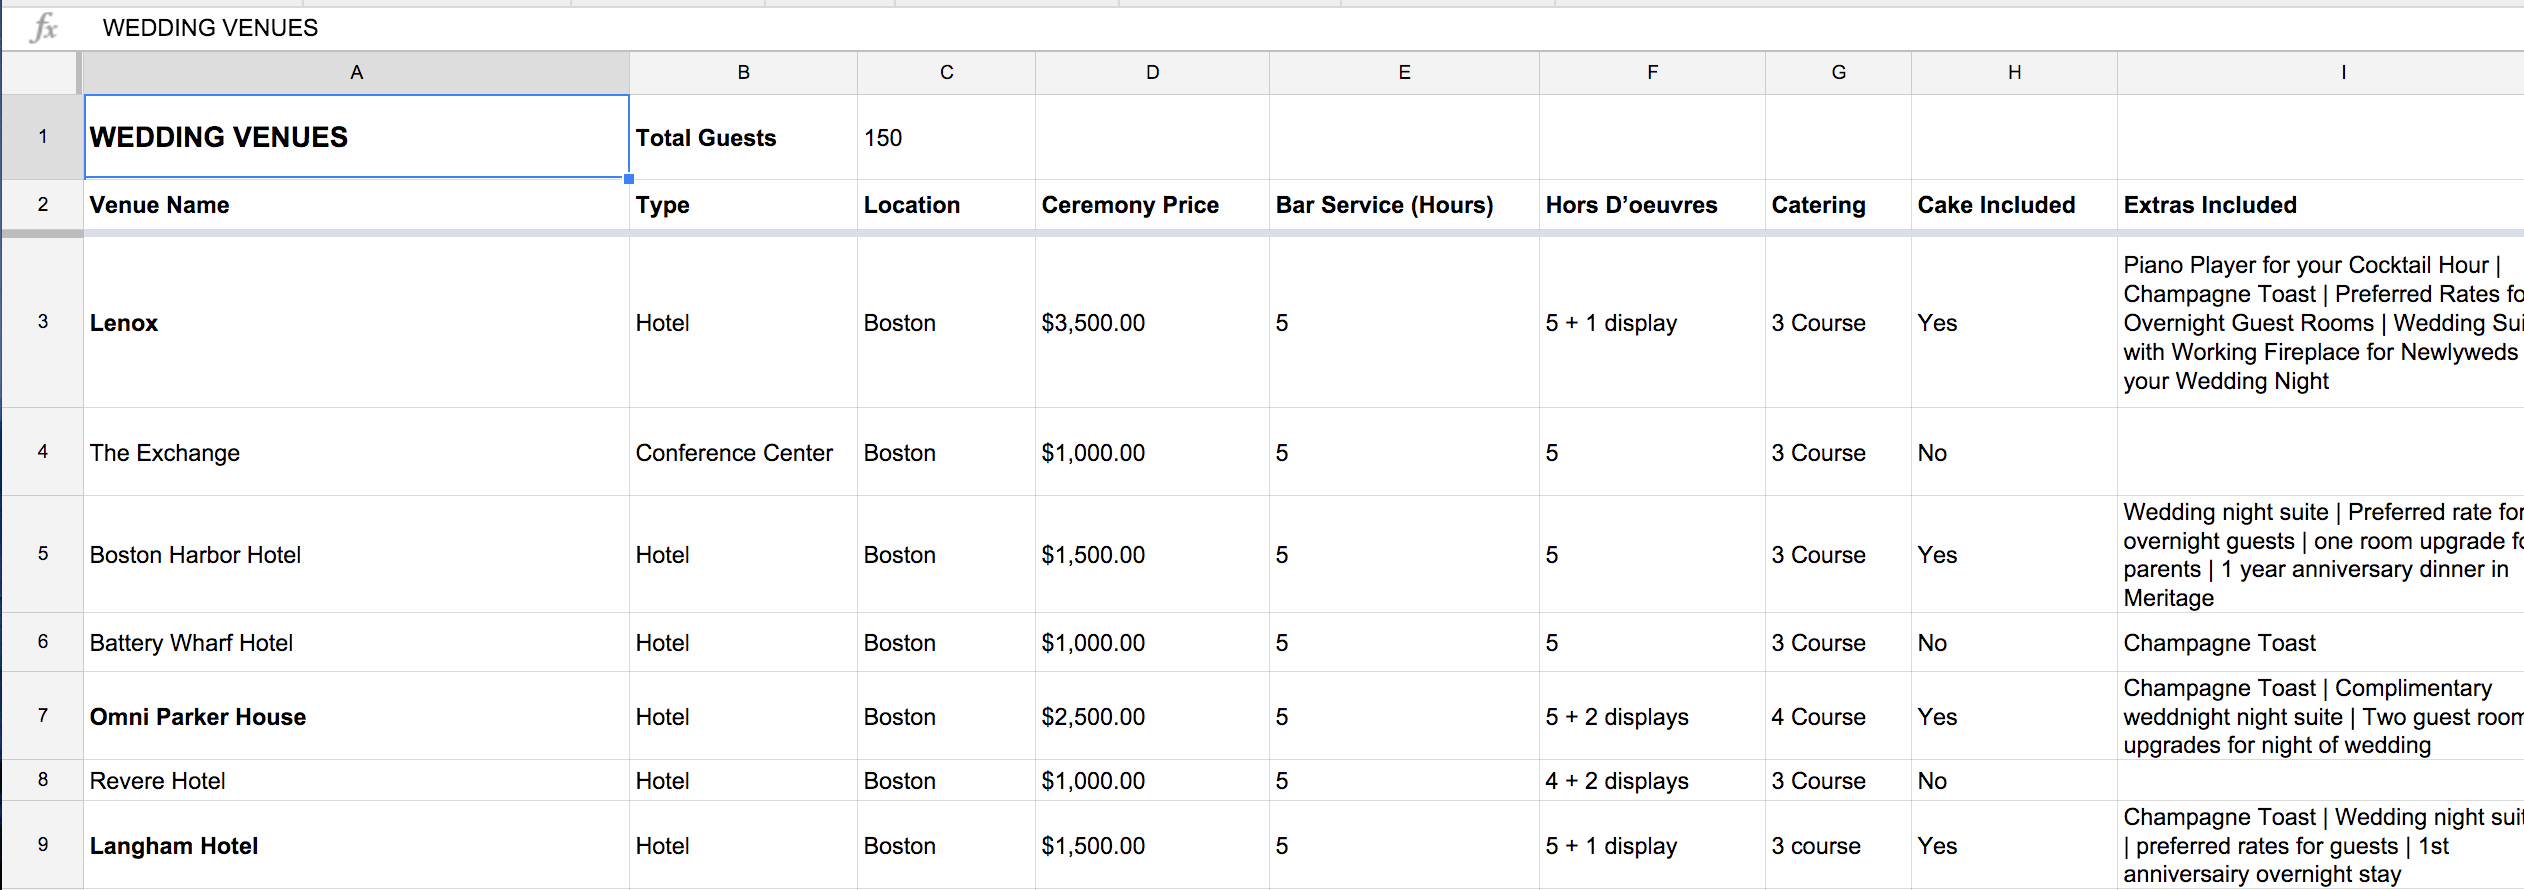 fx WEDDING VENUES
A B C D E F G H I
1 WEDDING VENUES Total Guests 150
2 Venue Name Type Location Ceremony Price Bar Service (Hours) Hors D’oeuvres Catering Cake Included Extras Included
3 Lenox Hotel Boston $3,500.00 5 5 + 1 display 3 Course Yes
Piano Player for your Cocktail Hour |
Champagne Toast | Preferred Rates
Overnight Guest Rooms | Wedding
with Working Fireplace for Newlyweds
your Wedding Night
4 The Exchange Conference Center Boston $1,000.00 5 5 3 Course No
5 Boston Harbor Hotel Hotel Boston $1,500.00 5 5 3 Course Yes
Wedding night suite | Preferred rate for
overnight guests | one room upgrade
parents | 1 year anniversary dinner in
Meritage
6 Battery Wharf Hotel Hotel Boston $1,000.00 5 5 3 Course No Champagne Toast
7 Omni Parker House Hotel Boston $2,500.00 5 5 + 2 displays 4 Course Yes
Champagne Toast | Complimentary
weddnight night suite | Two guest
upgrades for night of wedding
8 Revere Hotel Hotel Boston $1,000.00 5 4 + 2 displays 3 Course No
9 Langham Hotel Hotel Boston $1,500.00 5 5 + 1 display 3 course Yes
Champagne Toast | Wedding night
| preferred rates for guests | 1st
anniversairy overnight stay